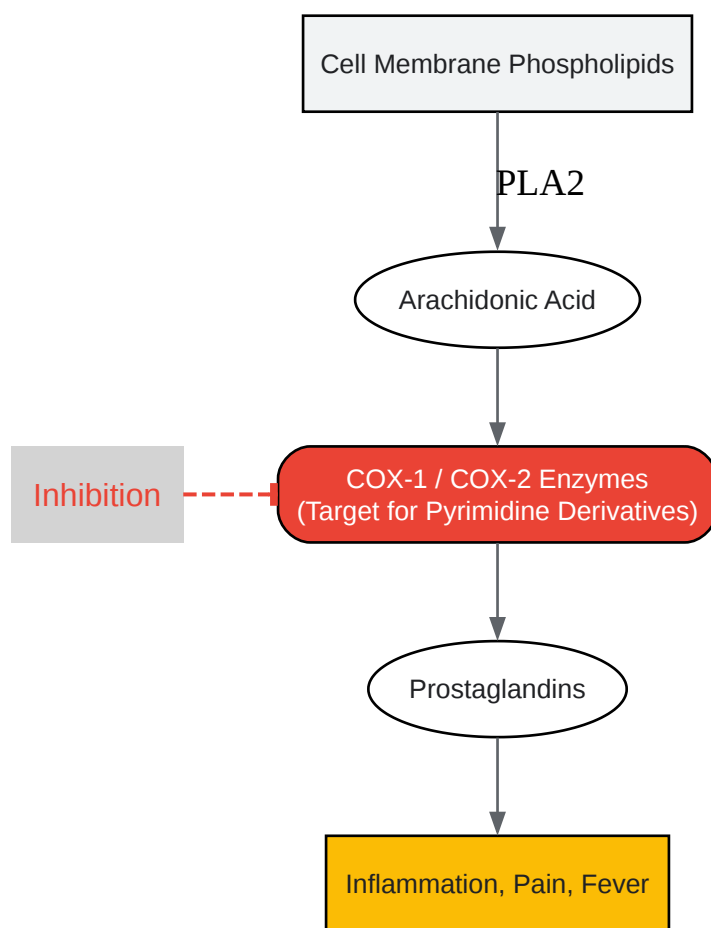 Cell Membrane Phospholipids
PLA2
Arachidonic Acid
Inhibition
COX-1 / COX-2 Enzymes
(Target for Pyrimidine Derivatives)
Prostaglandins
Inflammation, Pain, Fever